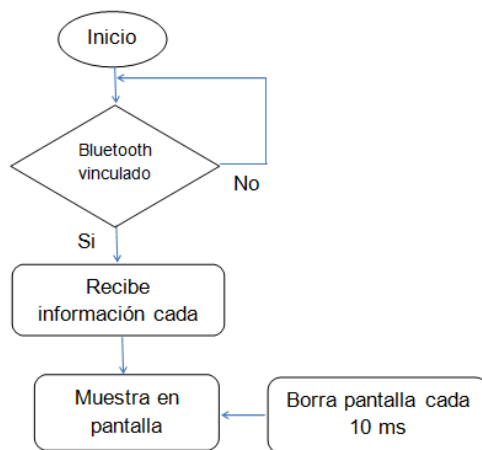 Inicio
Bluetooth
vinculado
No
Si
Recibe
información cada
Muestra en
pantalla
Borra pantalla cada
10 ms